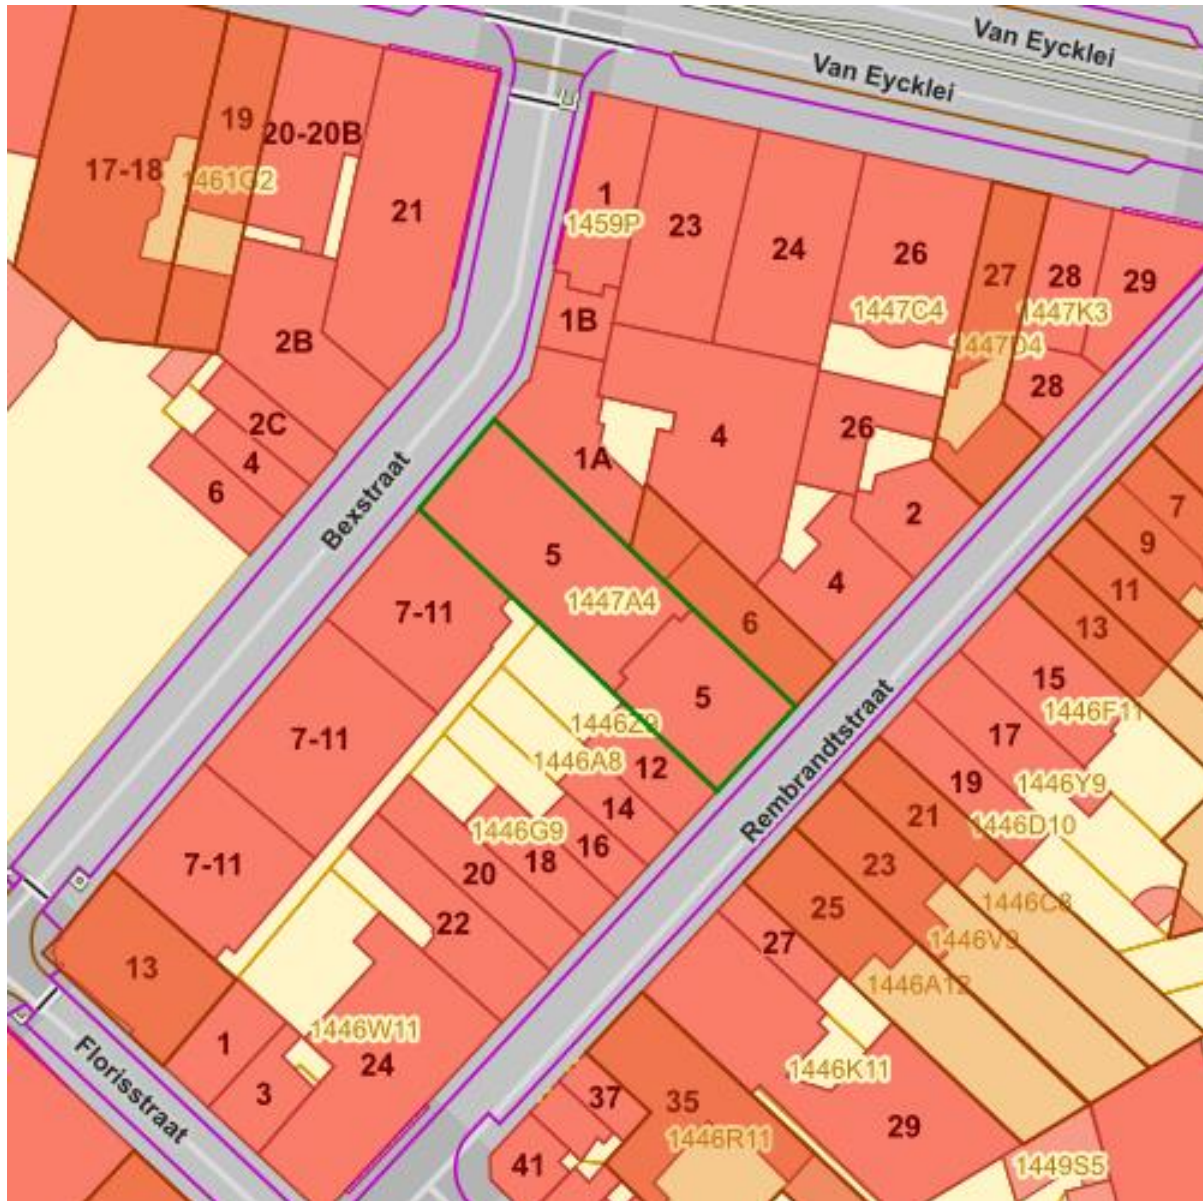 Van Eycklei
Van Eycklei
19
20-20B
17-18
1461G2
21
1
1459P
23
24
26
27
28
29
1447C4
1447K3
1447D4
1B
2B
28
2C
4
26
4
6
1A
Bexstraat
2
7
9
5
4
11
1447A4
7-11
6
13
15
5
1446F11
1446Z9
17
7-11
1446A8
12
Rembrandtstraat
19
1446Y9
14
21
1446D10
1446G9
16
18
7-11
20
23
25
1446C8
22
27
1446V9
13
1446A12
1446W11
1
24
1446K11
3
37
35
29
Florisstraat
1446R11
41
1449S5